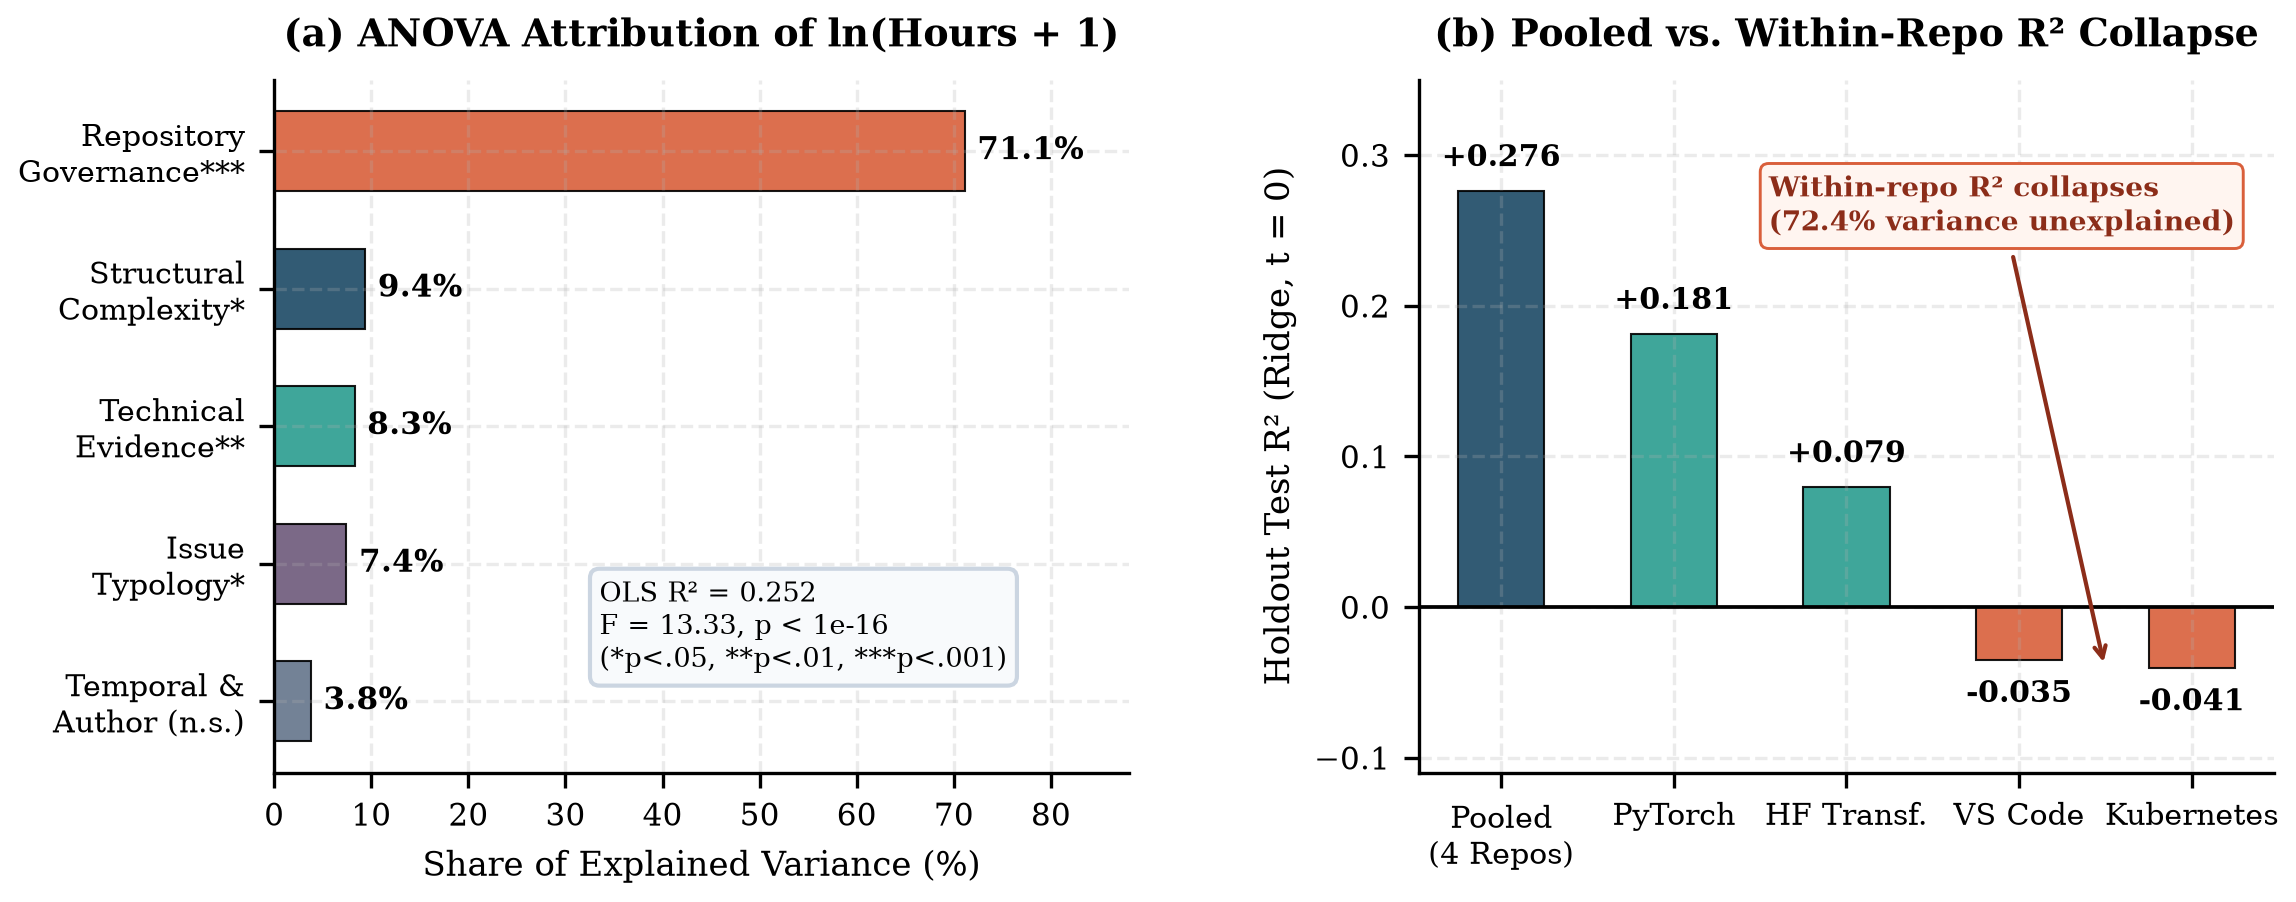 (a) ANOVA Attribution of ln(Hours + 1)
Repository
Governance***
71.1%
Structural
Complexity*
9.4%
Technical
Evidence**
8.3%
Issue
Typology*
7.4%
Temporal &
Author (n.s.)
3.8%
OLS R² = 0.252
F = 13.33, p < 1e-16
(*p<.05, **p<.01, ***p<.001)
0 10 20 30 40 50 60 70 80
Share of Explained Variance (%)
(b) Pooled vs. Within-Repo R² Collapse
Holdout Test R² (Ridge, t = 0)
0.3
0.2
0.1
0.0
−0.1
+0.276
+0.181
+0.079
-0.035
-0.041
Within-repo R² collapses
(72.4% variance unexplained)
Pooled
(4 Repos)
PyTorch
HF Transf.
VS Code
Kubernetes